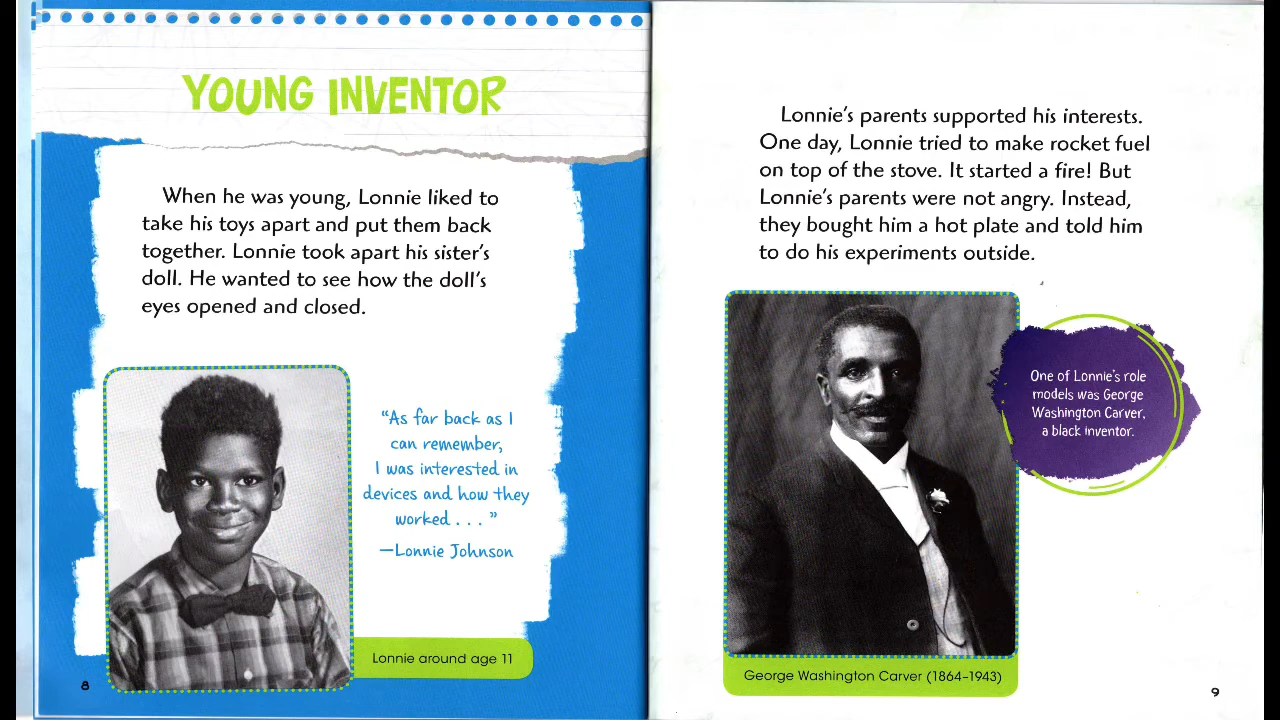 YOUNG INVENTOR
When he was young, Lonnie liked to
take his toys apart and put them back
together. Lonnie took apart his sister's
doll. He wanted to see how the doll's
eyes opened and closed.
"As far back as I
can remember,
I was interested in
devices and how they
worked . . . "
—Lonnie Johnson
Lonnie around age 11
8
Lonnie's parents supported his interests.
One day, Lonnie tried to make rocket fuel
on top of the stove. It started a fire! But
Lonnie's parents were not angry. Instead,
they bought him a hot plate and told him
to do his experiments outside.
One of Lonnie's role
models was George
Washington Carver,
a black inventor.
George Washington Carver (1864–1943)
9